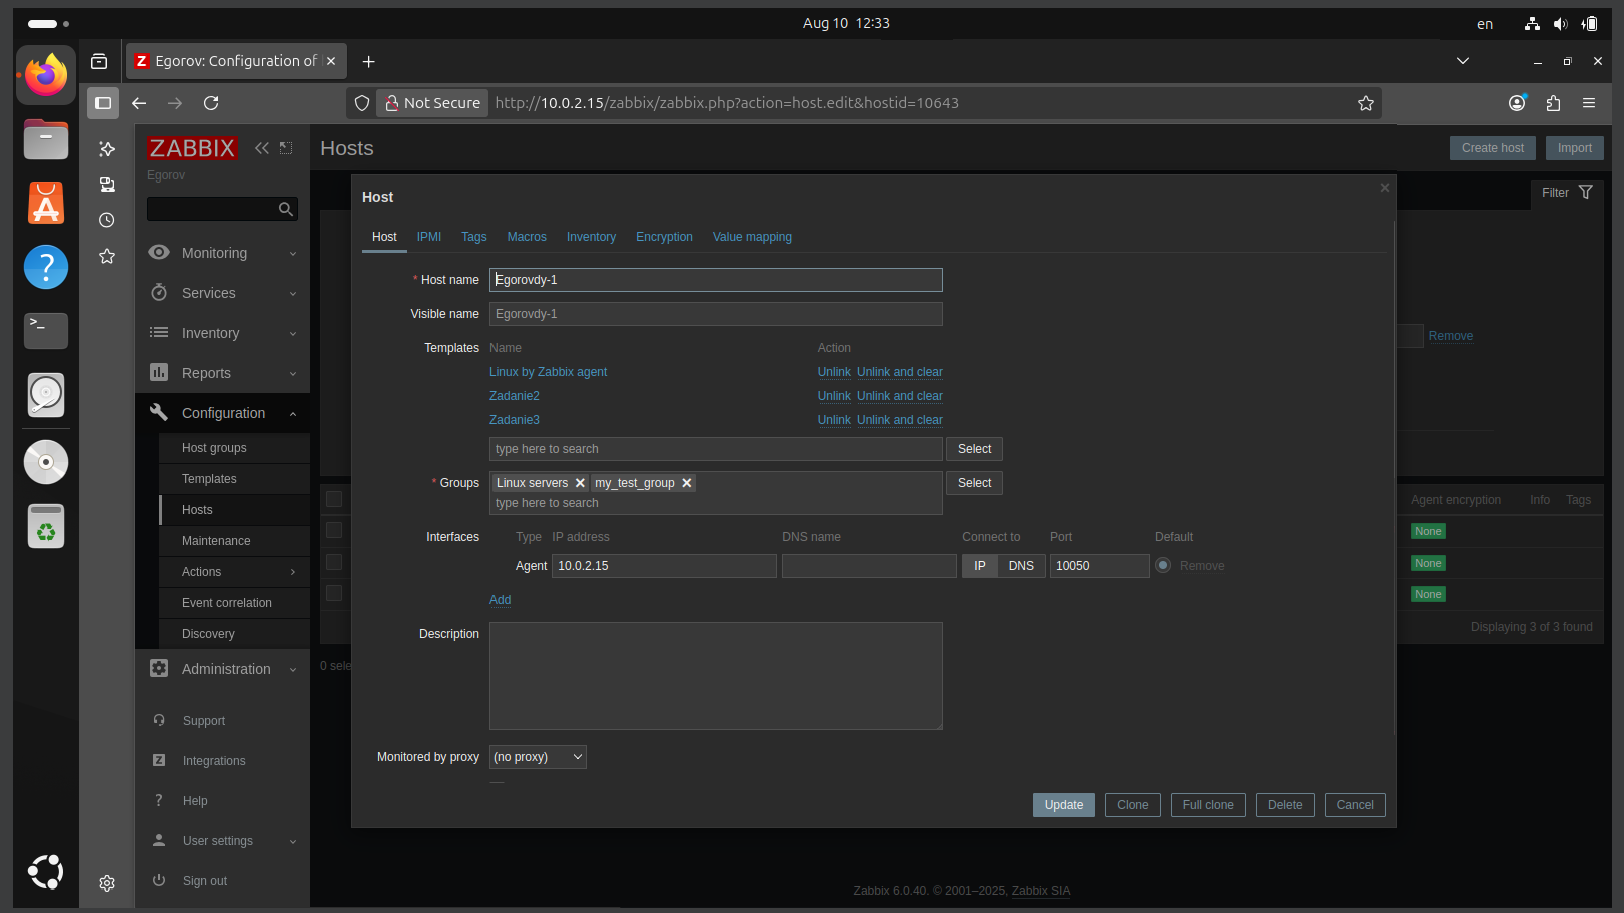 Aug 10 12:33
en
Egorov: Configuration of
Not Secure
http://10.0.2.15/zabbix/zabbix.php?action=host.edit&hostid=10643
ZABBIX
Egorov
Monitoring
Services
Inventory
Reports
Configuration
Host groups
Templates
Hosts
Maintenance
Actions
Event correlation
Discovery
Administration
Support
Integrations
Help
User settings
Sign out
Hosts
Create host
Import
Filter
Host
Host IPMI Tags Macros Inventory Encryption Value mapping
* Host name Egorovdy-1
Visible name Egorovdy-1
Templates Name Action
Linux by Zabbix agent Unlink Unlink and clear
Zadanie2 Unlink Unlink and clear
Zadanie3 Unlink Unlink and clear
type here to search Select
* Groups Linux servers my_test_group Select
type here to search
Interfaces Type IP address DNS name Connect to Port Default
Agent 10.0.2.15 IP DNS 10050 Remove
Add
Description
Monitored by proxy (no proxy)
Update Clone Full clone Delete Cancel
Remove
Agent encryption Info Tags
None
None
None
Displaying 3 of 3 found
0 sele
Zabbix 6.0.40. © 2001–2025, Zabbix SIA